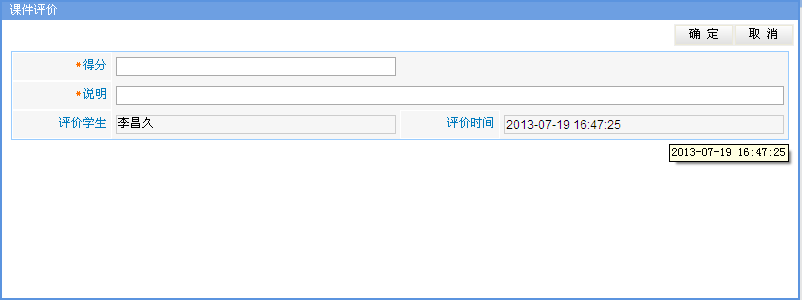 课件评价
确 定 取 消
*得分
*说明
评价学生 李昌久 评价时间 2013-07-19 16:47:25
2013-07-19 16:47:25